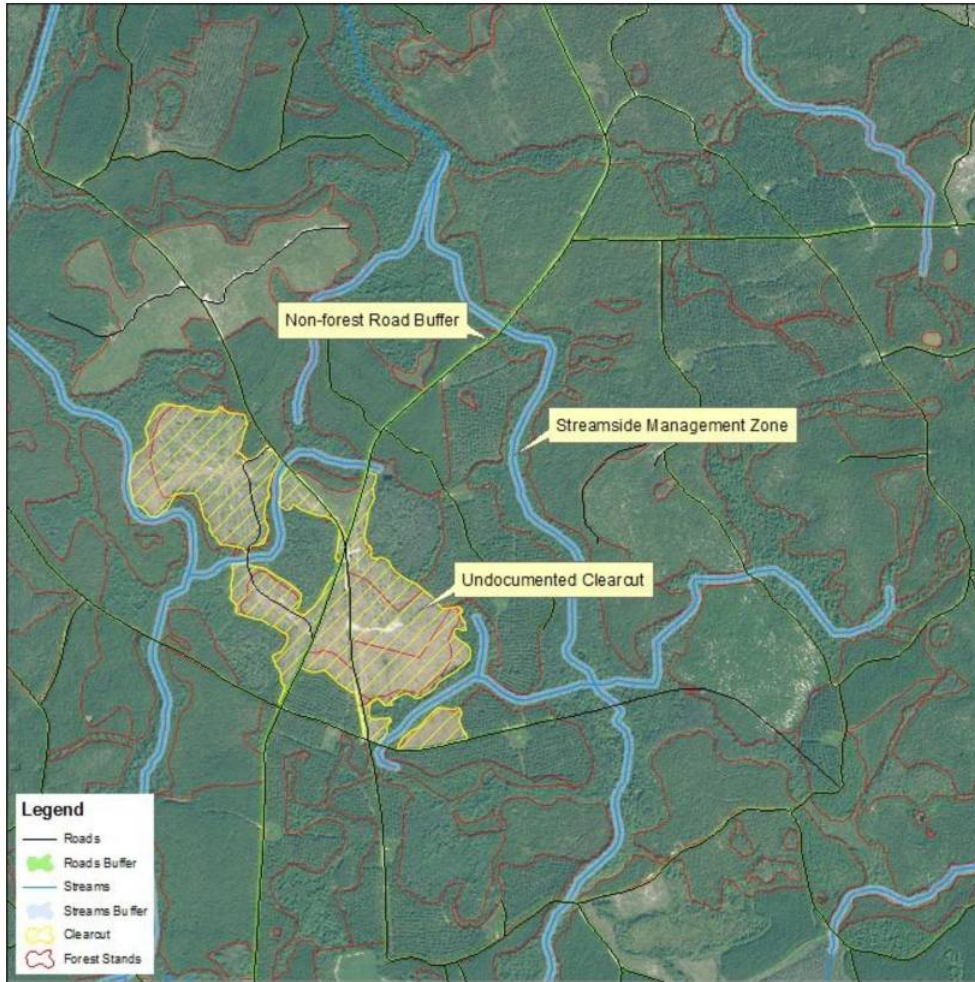 Non-forest Road Buffer
Streamside Management Zone
Undocumented Clearcut
Legend
Roads
Roads Buffer
Streams
Streams Buffer
Clearcut
Forest Stands